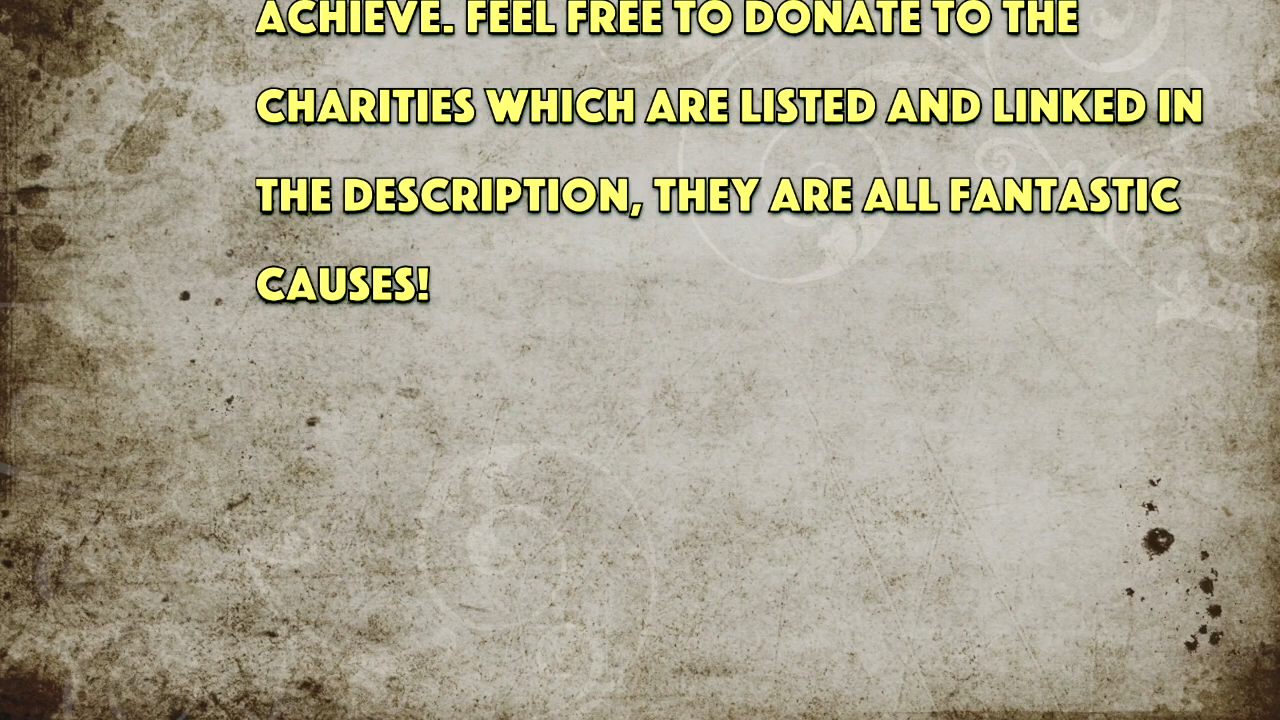 ACHIEVE. FEEL FREE TO DONATE TO THE
CHARITIES WHICH ARE LISTED AND LINKED IN
THE DESCRIPTION, THEY ARE ALL FANTASTIC
CAUSES!